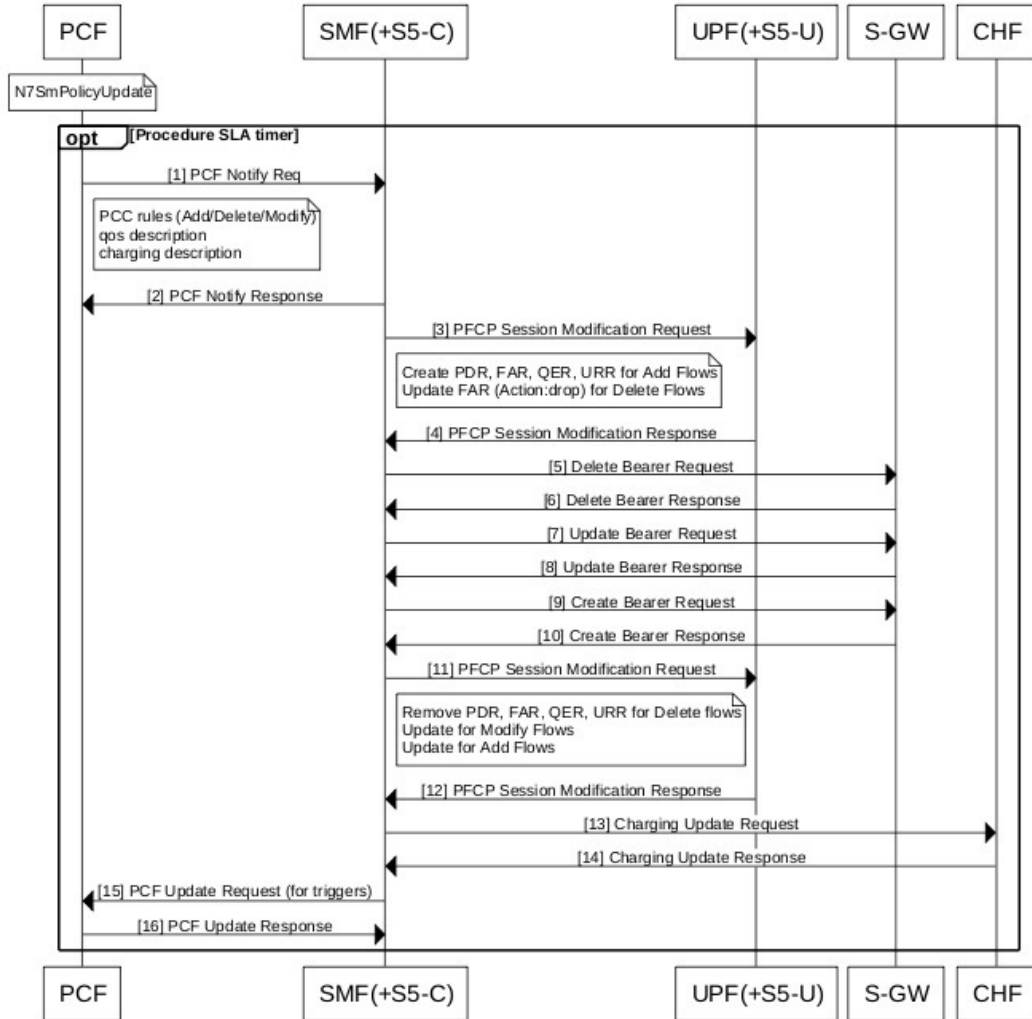 PCF
SMF(+S5-C)
UPF(+S5-U)
S-GW
CHF
N7SmPolicyUpdate
opt
[Procedure SLA timer]
[1] PCF Notify Req
PCC rules (Add/Delete/Modify)
qos description
charging description
[2] PCF Notify Response
[3] PFCP Session Modification Request
Create PDR, FAR, QER, URR for Add Flows
Update FAR (Action:drop) for Delete Flows
[4] PFCP Session Modification Response
[5] Delete Bearer Request
[6] Delete Bearer Response
[7] Update Bearer Request
[8] Update Bearer Response
[9] Create Bearer Request
[10] Create Bearer Response
[11] PFCP Session Modification Request
Remove PDR, FAR, QER, URR for Delete flows
Update for Modify Flows
Update for Add Flows
[12] PFCP Session Modification Response
[13] Charging Update Request
[14] Charging Update Response
[15] PCF Update Request (for triggers)
[16] PCF Update Response
PCF
SMF(+S5-C)
UPF(+S5-U)
S-GW
CHF